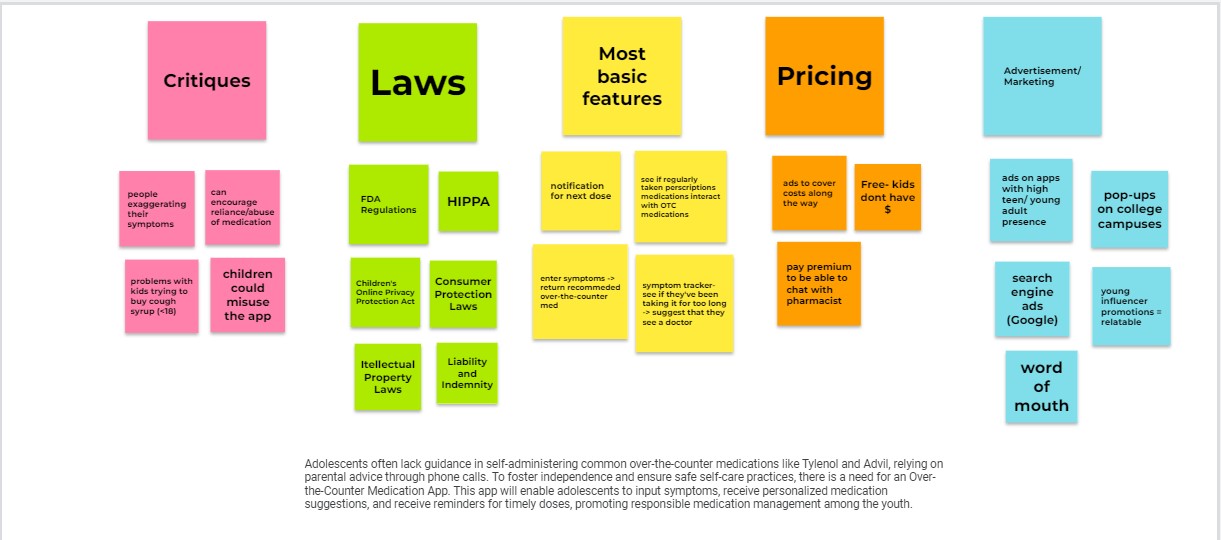 Critiques
people
exaggerating
their
symptoms
can
encourage
reliance/abuse
of medication
problems with
kids trying to
buy cough
syrup (<18)
children
could
misuse
the app
Laws
FDA
Regulations
HIPPA
Children's
Online Privacy
Protection Act
Consumer
Protection
Laws
Itellectual
Property
Laws
Liability
and
Indemnity
Most
basic
features
notification
for next dose
see if regularly
taken perscriptions
medications interact
with OTC
medications
enter symptoms ->
return recommeded
over-the-counter
med
symptom tracker-
see if they've been
taking it for too long
-> suggest that they
see a doctor
Pricing
ads to cover
costs along
the way
Free- kids
dont have
$
pay premium
to be able to
chat with
pharmacist
Advertisement/
Marketing
ads on apps
with high
teen/ young
adult
presence
pop-ups
on college
campuses
search
engine
ads
(Google)
young
influencer
promotions =
relatable
word
of
mouth
Adolescents often lack guidance in self-administering common over-the-counter medications like Tylenol and Advil, relying on
parental advice through phone calls. To foster independence and ensure safe self-care practices, there is a need for an Over-
the-Counter Medication App. This app will enable adolescents to input symptoms, receive personalized medication
suggestions, and receive reminders for timely doses, promoting responsible medication management among the youth.